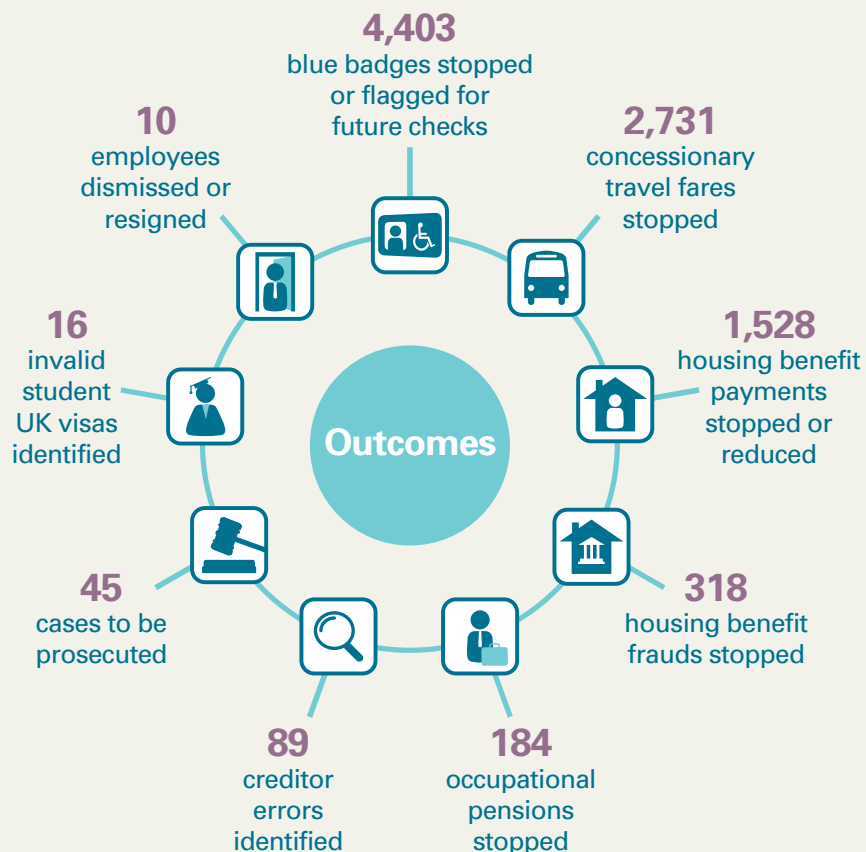 4,403
blue badges stopped
or flagged for
future checks
2,731
concessionary
travel fares
stopped
1,528
housing benefit
payments
stopped or
reduced
318
housing benefit
frauds stopped
184
occupational
pensions
stopped
89
creditor
errors
identified
45
cases to be
prosecuted
16
invalid
student
UK visas
identified
10
employees
dismissed or
resigned
Outcomes